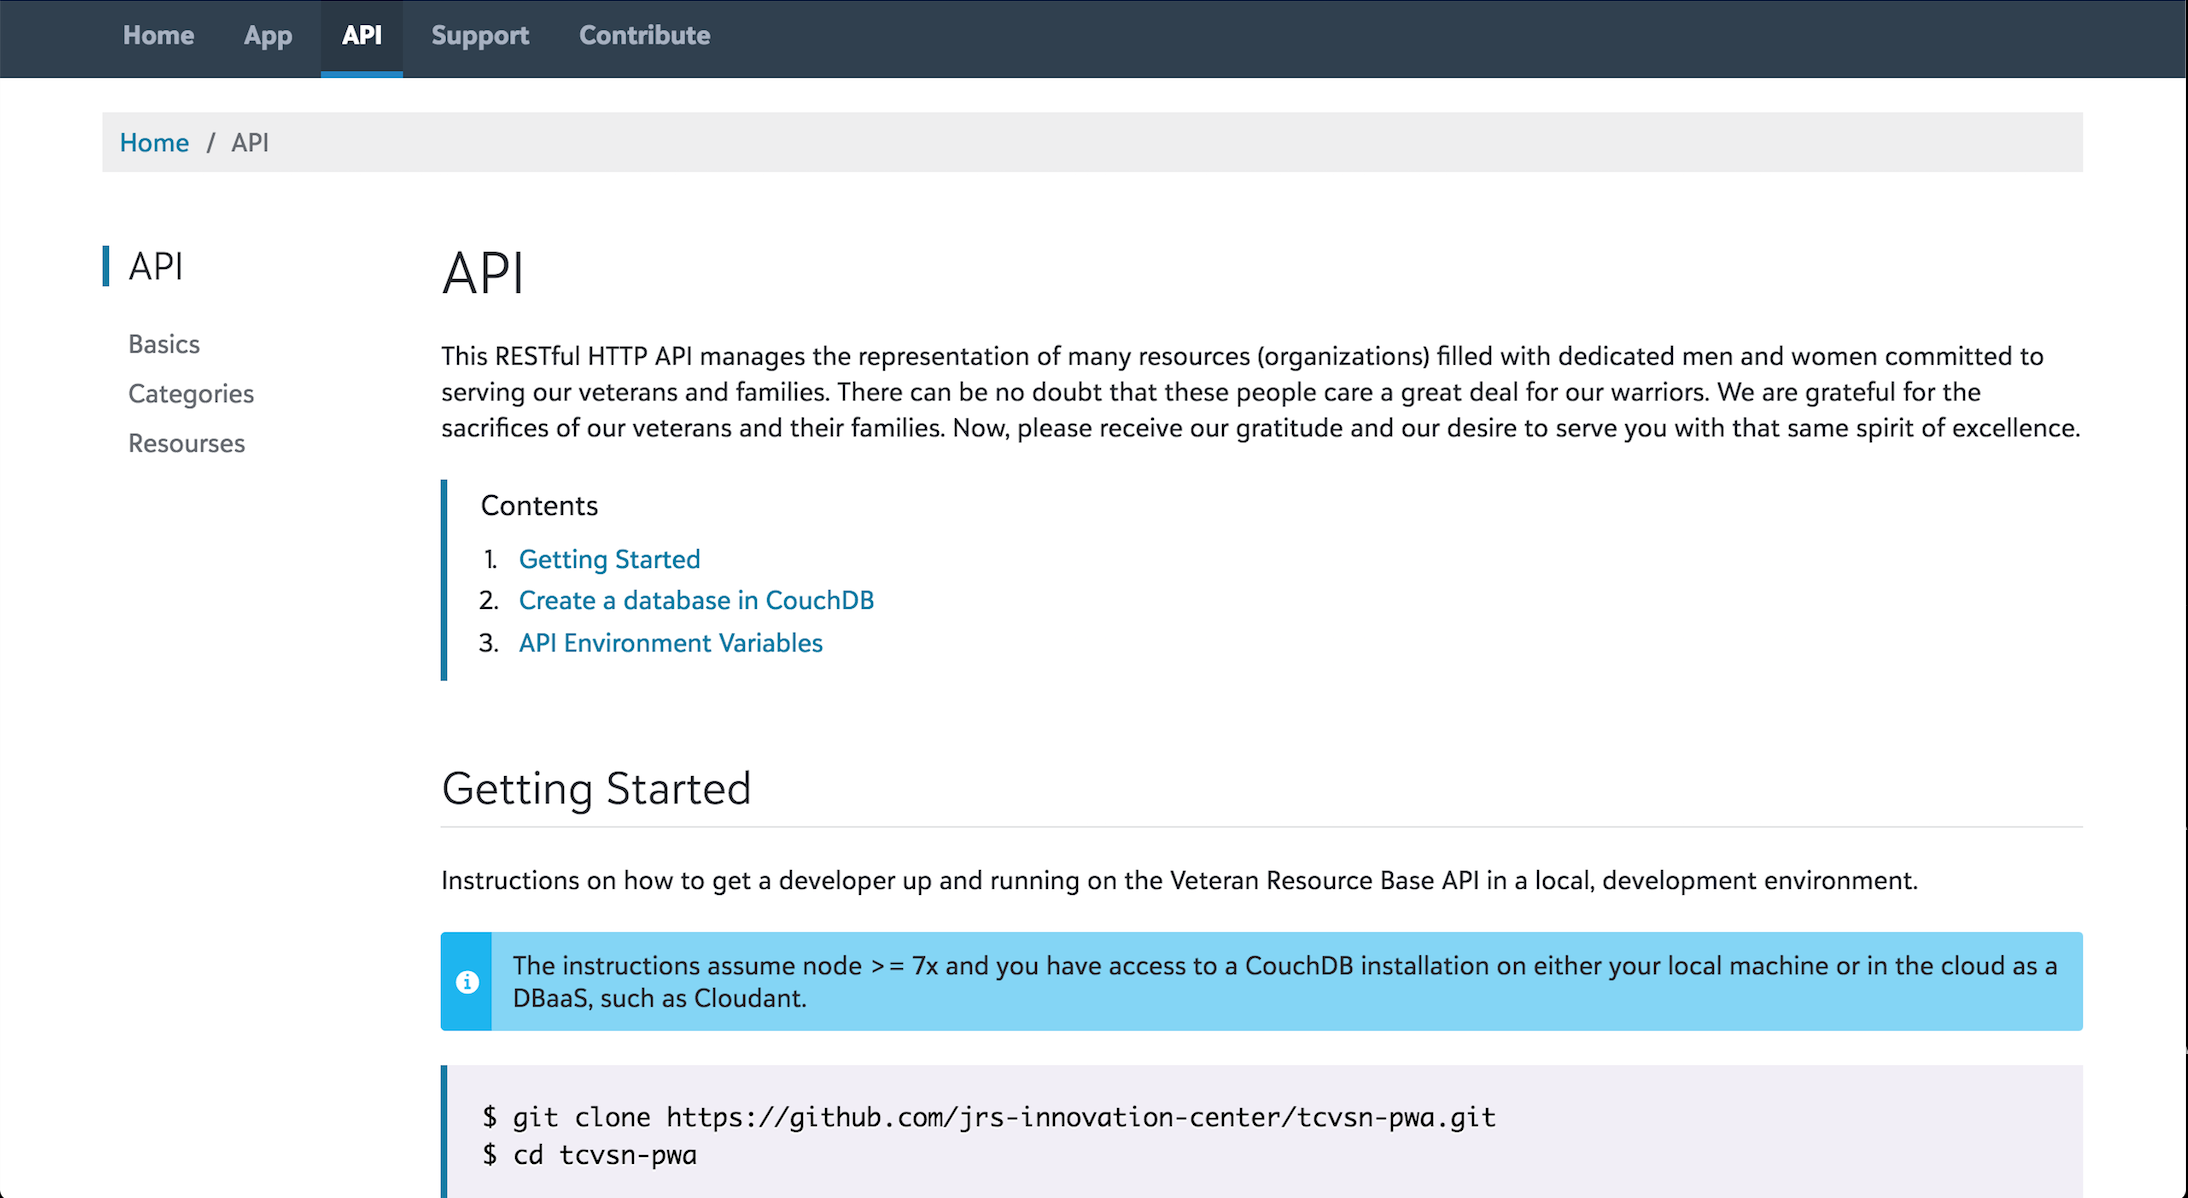 Home App API Support Contribute
Home / API
API
Basics
Categories
Resourses
API
This RESTful HTTP API manages the representation of many resources (organizations) filled with dedicated men and women committed to
serving our veterans and families. There can be no doubt that these people care a great deal for our warriors. We are grateful for the
sacrifices of our veterans and their families. Now, please receive our gratitude and our desire to serve you with that same spirit of excellence.
Contents
1. Getting Started
2. Create a database in CouchDB
3. API Environment Variables
Getting Started
Instructions on how to get a developer up and running on the Veteran Resource Base API in a local, development environment.
The instructions assume node >= 7x and you have access to a CouchDB installation on either your local machine or in the cloud as a
DBaaS, such as Cloudant.
$ git clone https://github.com/jrs-innovation-center/tcvsn-pwa.git
$ cd tcvsn-pwa